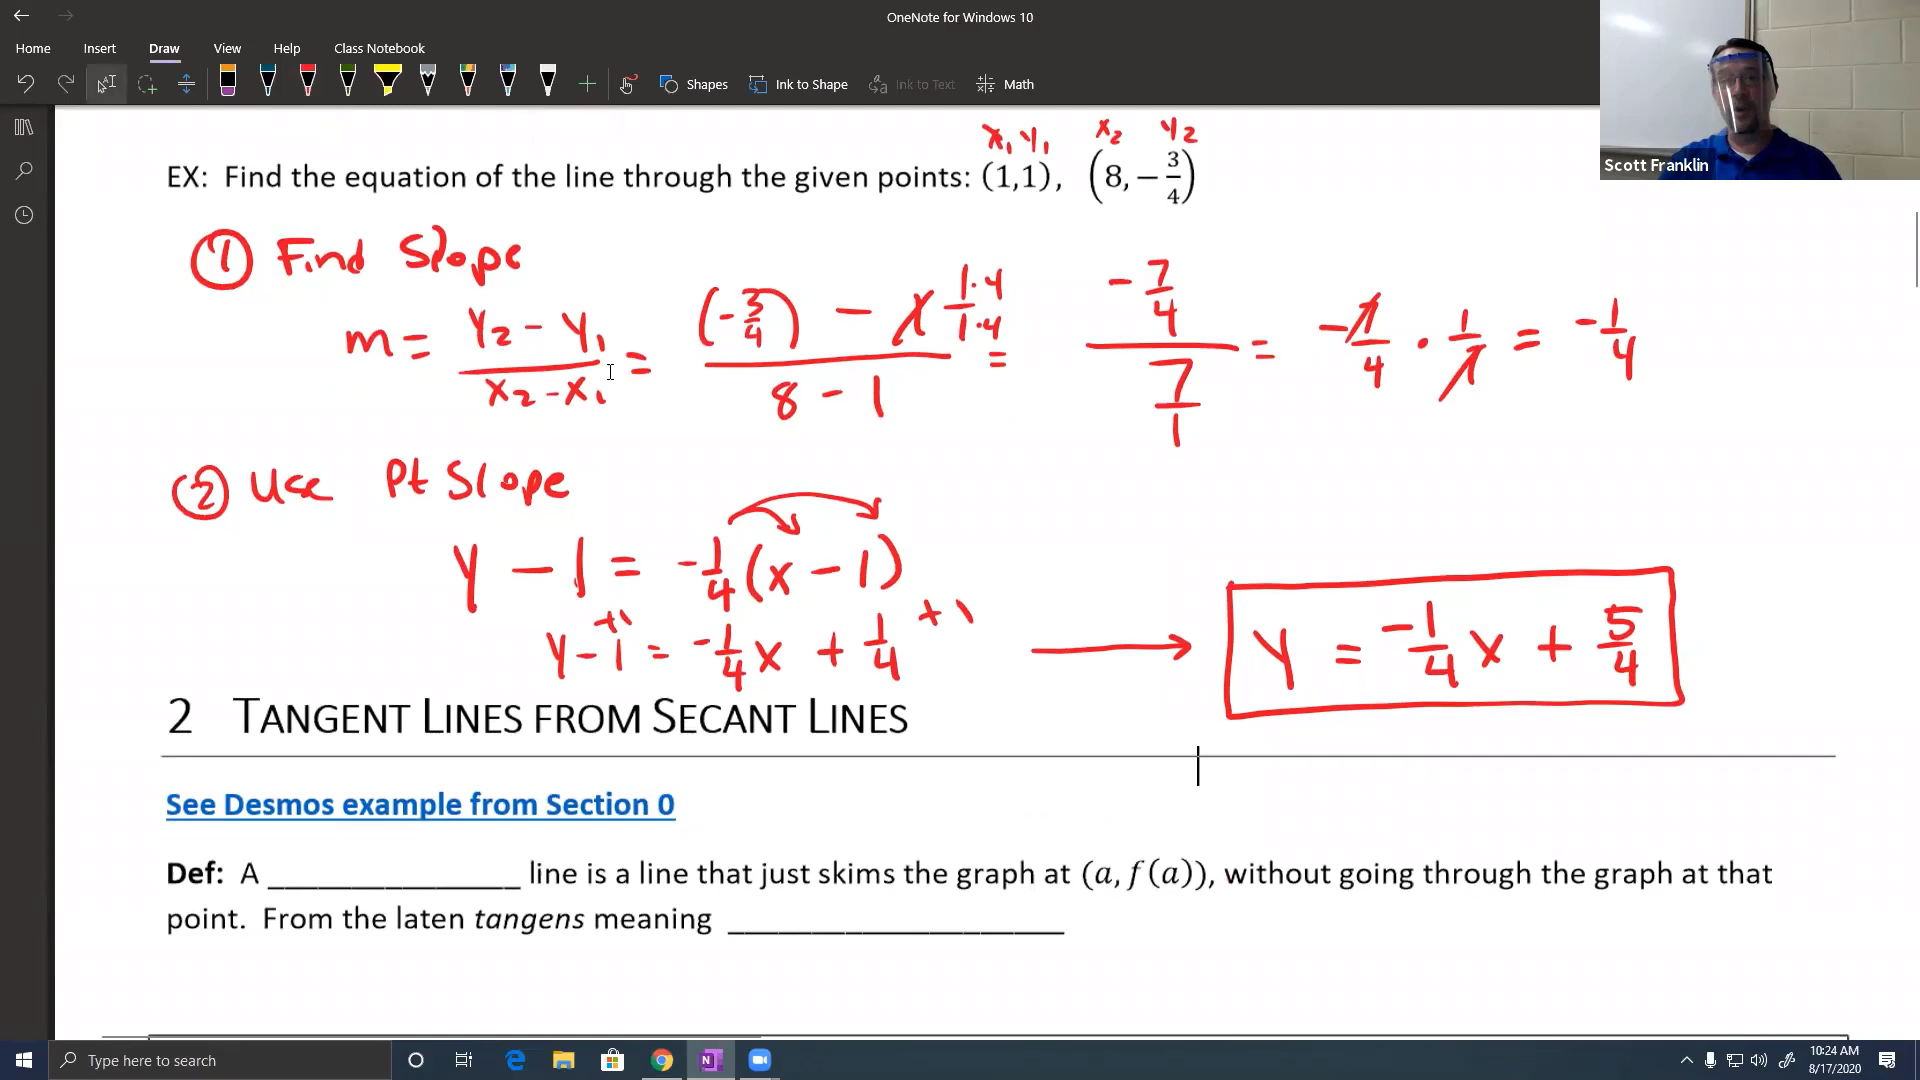 OneNote for Windows 10
Home Insert Draw View Help Class Notebook
Shapes Ink to Shape Ink to Text Math
Scott Franklin
x₁ y₁ x₂ y₂
EX: Find the equation of the line through the given points: (1,1), (8, −3/4)
① Find Slope
m = (y₂ − y₁)/(x₂ − x₁) = ((−3/4) − 1 1·4/1·4)/(8 − 1) = (−7/4)/(7/1) = −7/4 · 1/7 = −1/4
② Use Pt Slope
y − 1 = −1/4(x − 1)
+1 +1
y − 1 = −1/4x + 1/4 → y = −1/4x + 5/4
2 TANGENT LINES FROM SECANT LINES
See Desmos example from Section 0
Def: A _______________ line is a line that just skims the graph at (a, f(a)), without going through the graph at that
point. From the laten tangens meaning ____________________
Type here to search
10:24 AM
8/17/2020